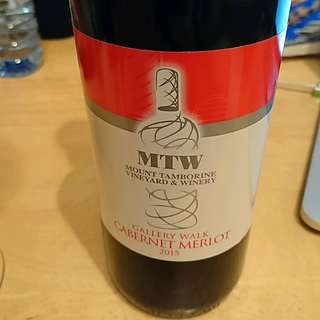 MTW
MOUNT TAMBORINE
VINEYARD & WINERY
GALLERY WALK
CABERNET MERLOT
2015